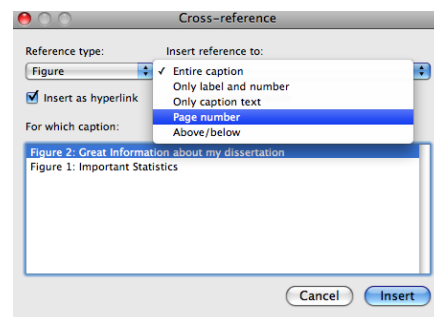 Cross-reference
Reference type: Insert reference to:
Figure ✓ Entire caption
Only label and number
Insert as hyperlink
Only caption text
Page number
For which caption:
Above/below
Figure 2: Great Information about my dissertation
Figure 1: Important Statistics
Cancel Insert